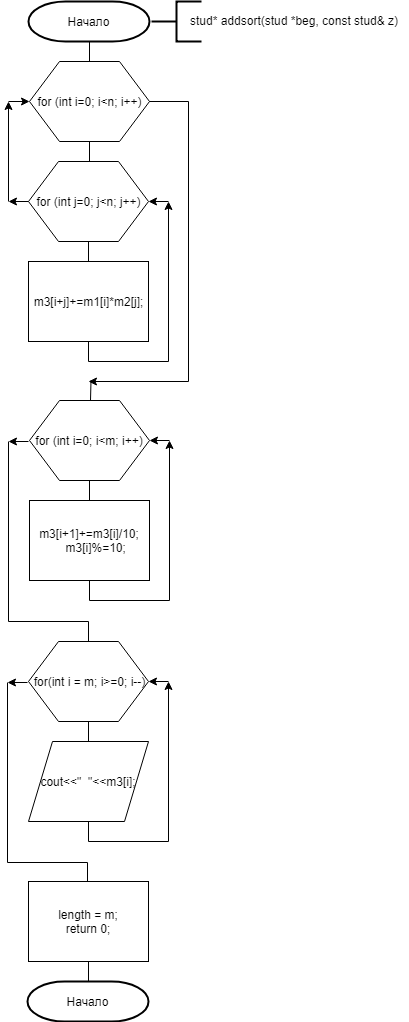 Начало
stud* addsort(stud *beg, const stud& z)
for (int i=0; i<n; i++)
for (int j=0; j<n; j++)
m3[i+j]+=m1[i]*m2[j];
for (int i=0; i<m; i++)
m3[i+1]+=m3[i]/10;
m3[i]%=10;
for(int i = m; i>=0; i--)
cout<<"  "<<m3[i];
length = m;
return 0;
Начало